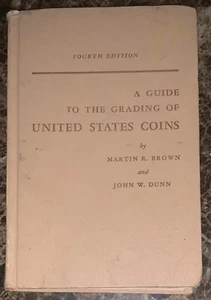 FOURTH EDITION
A GUIDE
TO THE GRADING OF
UNITED STATES COINS
by
MARTIN R. BROWN
and
JOHN W. DUNN